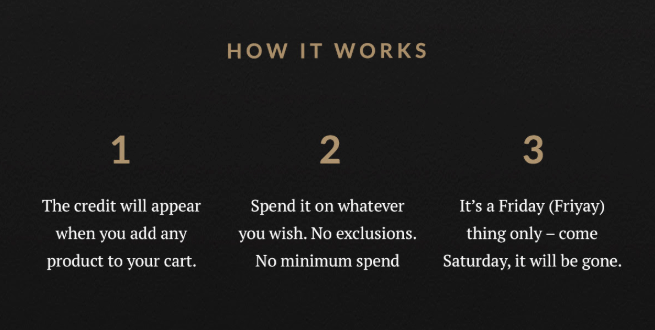 HOW IT WORKS
1
The credit will appear
when you add any
product to your cart.
2
Spend it on whatever
you wish. No exclusions.
No minimum spend
3
It’s a Friday (Friyay)
thing only – come
Saturday, it will be gone.